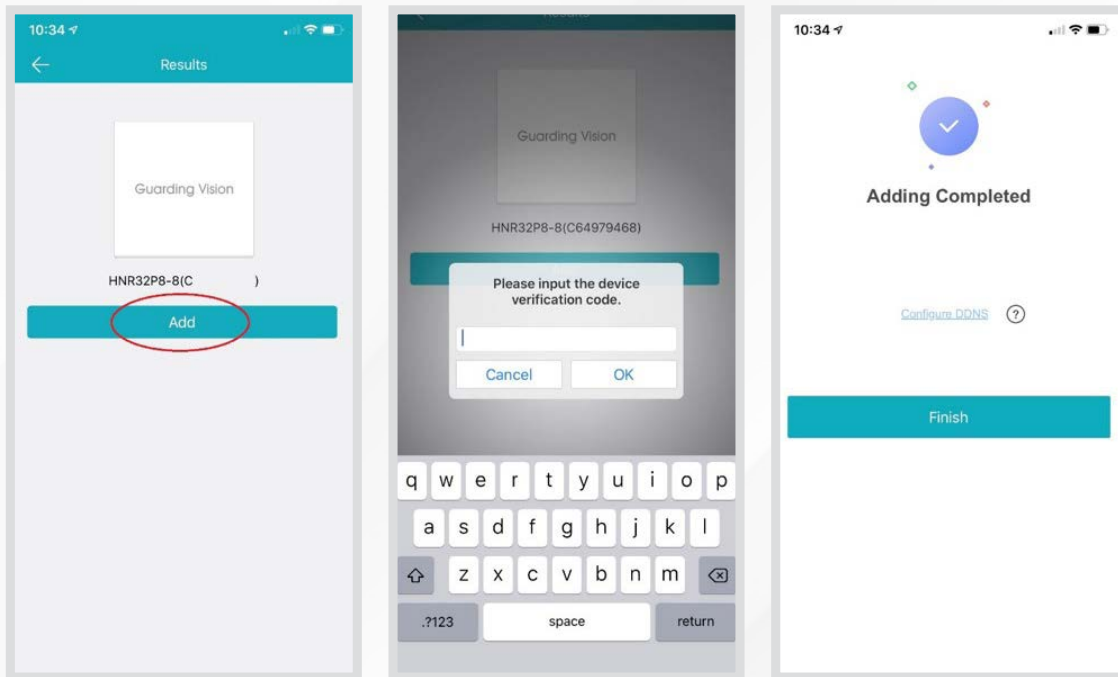 10:34
Results
Guarding Vision
HNR32P8-8(C )
Add
Guarding Vision
HNR32P8-8(C64979468)
Please input the device
verification code.
Cancel
OK
q w e r t y u i o p
a s d f g h j k l
z x c v b n m
.?123
space
return
10:34
Adding Completed
Configure DDNS ?
Finish